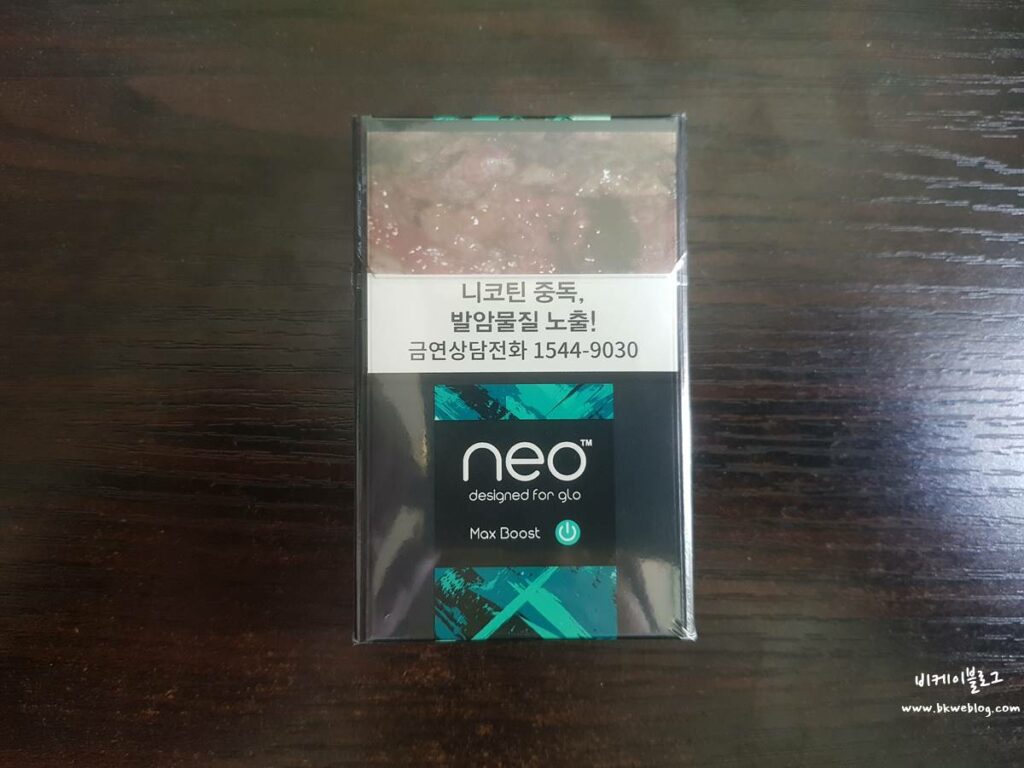 니코틴 중독,
발암물질 노출!
금연상담전화 1544-9030
neo™
designed for glo
Max Boost
비케이블로그
www.bkweblog.com